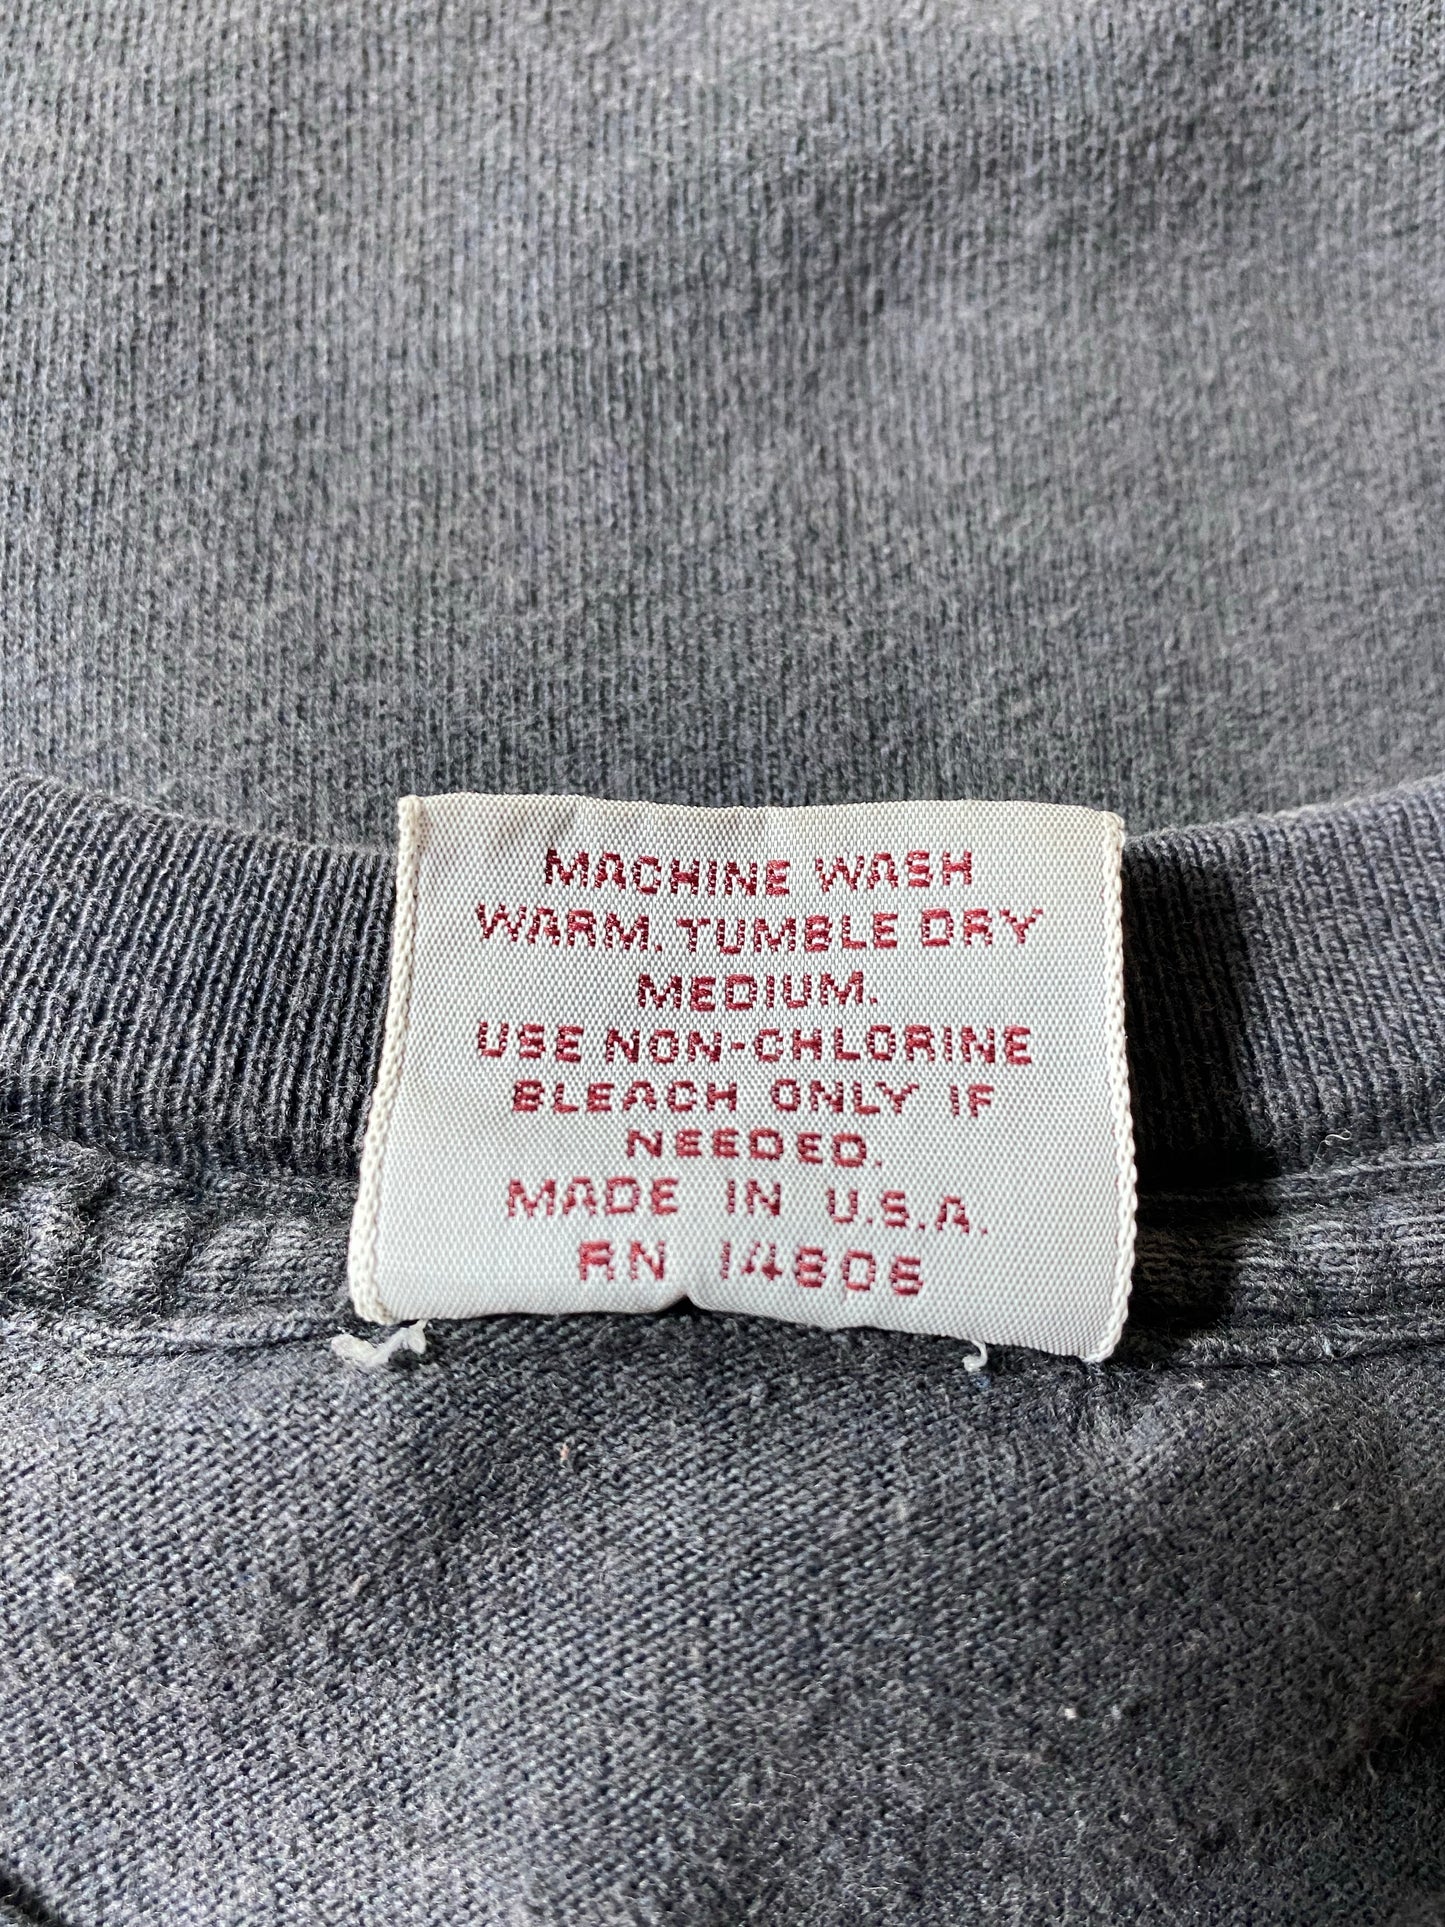 MACHINE WASH
WARM. TUMBLE DRY
MEDIUM.
USE NON-CHLORINE
BLEACH ONLY IF
NEEDED.
MADE IN U.S.A.
RN 14806